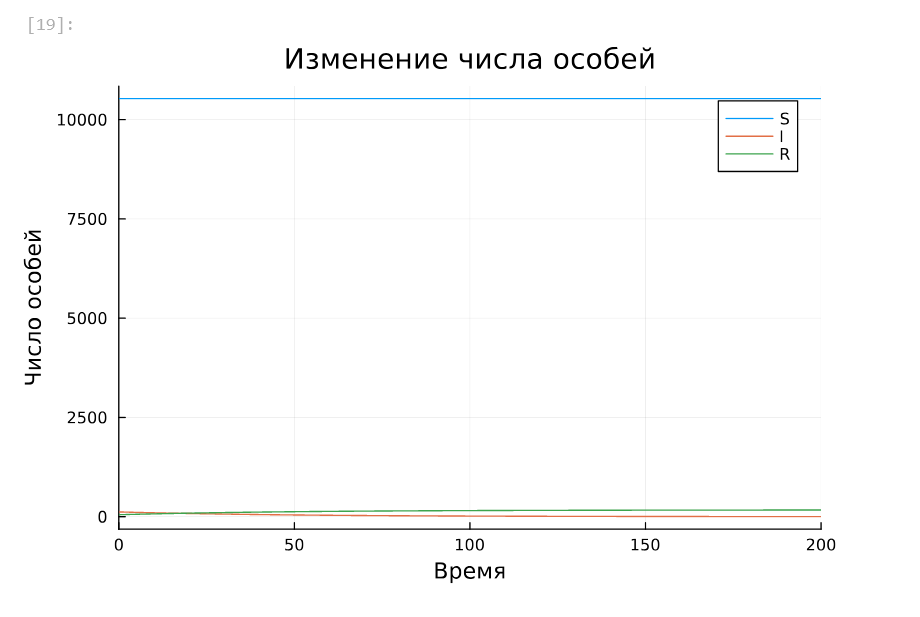 [19]:
Изменение числа особей
10000
7500
5000
2500
0
Число особей
S
I
R
0 50 100 150 200
Время